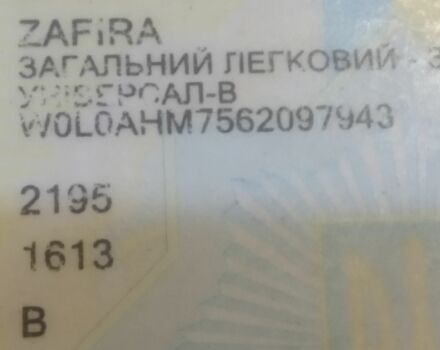 ZAFIRA
ЗАГАЛЬНИЙ ЛЕГКОВИЙ - З
УНІВЕРСАЛ-В
W0L0AHM7562097943
2195
1613
B